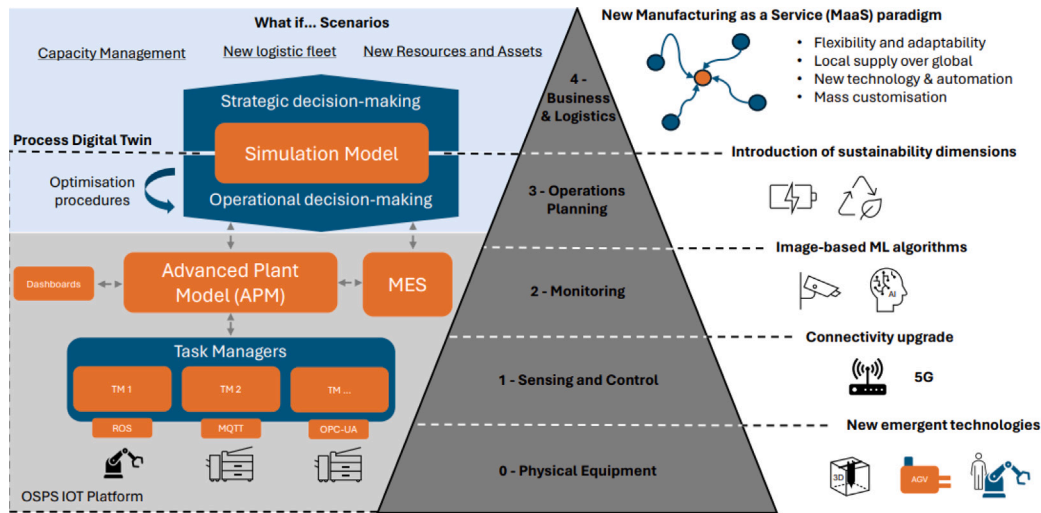 What if... Scenarios
Capacity Management
New logistic fleet
New Resources and Assets
Strategic decision-making
Process Digital Twin
Simulation Model
Optimisation
procedures
Operational decision-making
Dashboards
Advanced Plant
Model (APM)
MES
Task Managers
TM 1
TM 2
TM ...
ROS
MQTT
OPC-UA
OSPS IOT Platform
4 -
Business
& Logistics
3 - Operations
Planning
2 - Monitoring
1 - Sensing and Control
0 - Physical Equipment
New Manufacturing as a Service (MaaS) paradigm
• Flexibility and adaptability
• Local supply over global
• New technology & automation
• Mass customisation
Introduction of sustainability dimensions
Image-based ML algorithms
AI
Connectivity upgrade
5G
New emergent technologies
3D
AGV